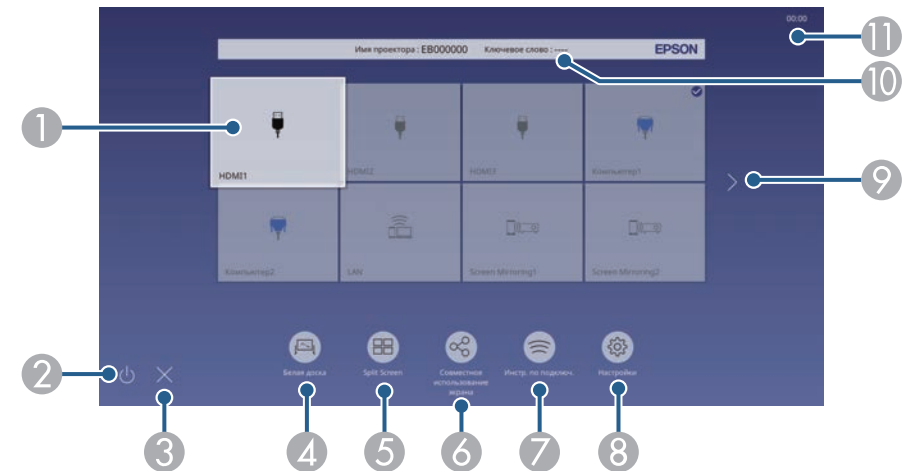 00:00
Имя проектора : EB000000 Ключевое слово : ---- EPSON
HDMI1
HDMI2
HDMI3
Компьютер1
Компьютер2
LAN
Screen Mirroring1
Screen Mirroring2
Белая доска
Split Screen
Совместное
использование
экрана
Инстр. по подключ.
Настройки
1
2
3
4
5
6
7
8
9
10
11